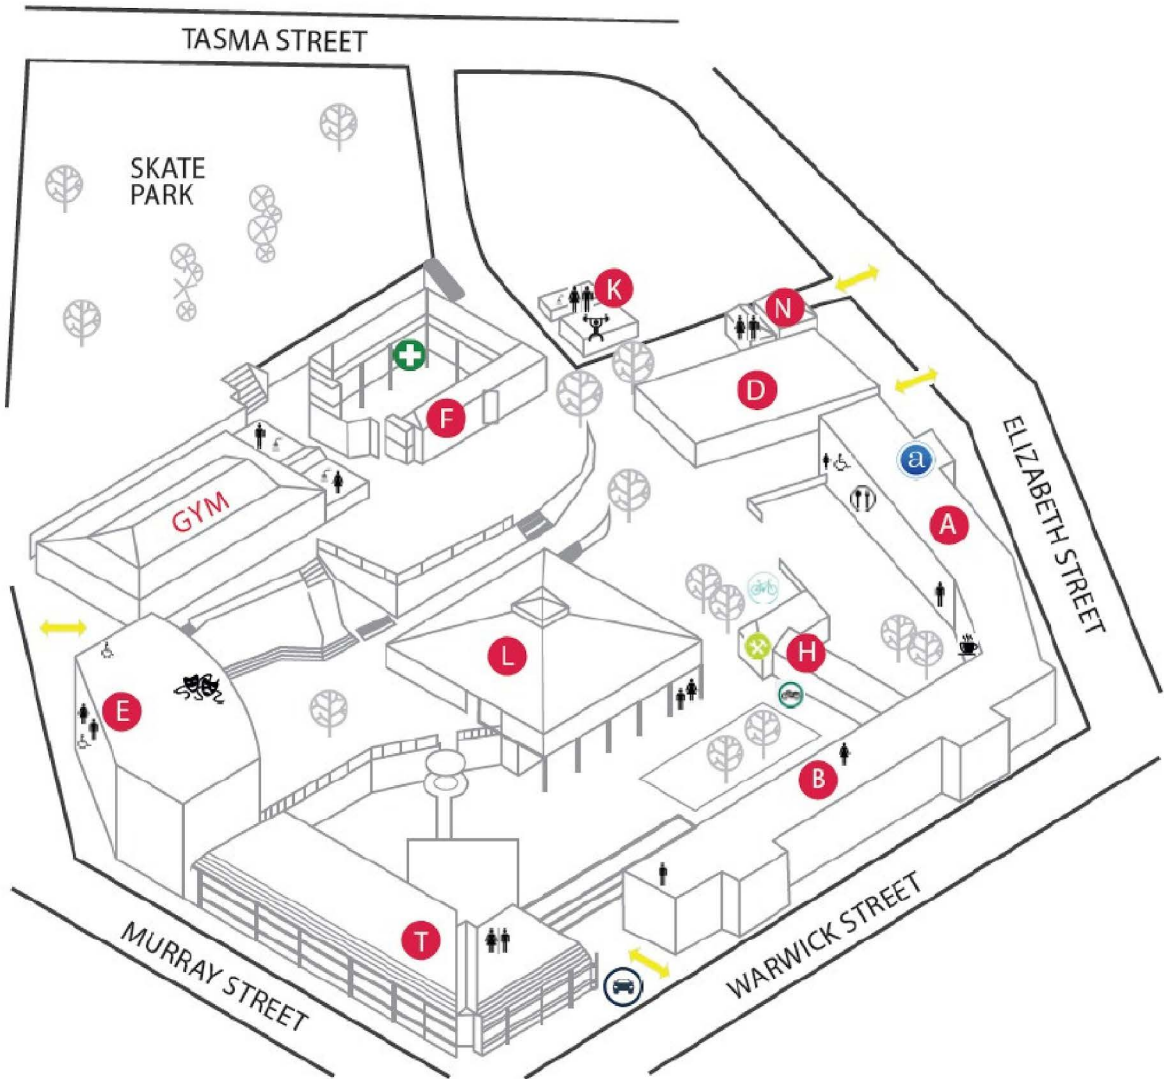 TASMA STREET
SKATE
PARK
K
N
D
F
a
GYM
A
ELIZABETH STREET
L
H
E
B
T
MURRAY STREET
WARWICK STREET